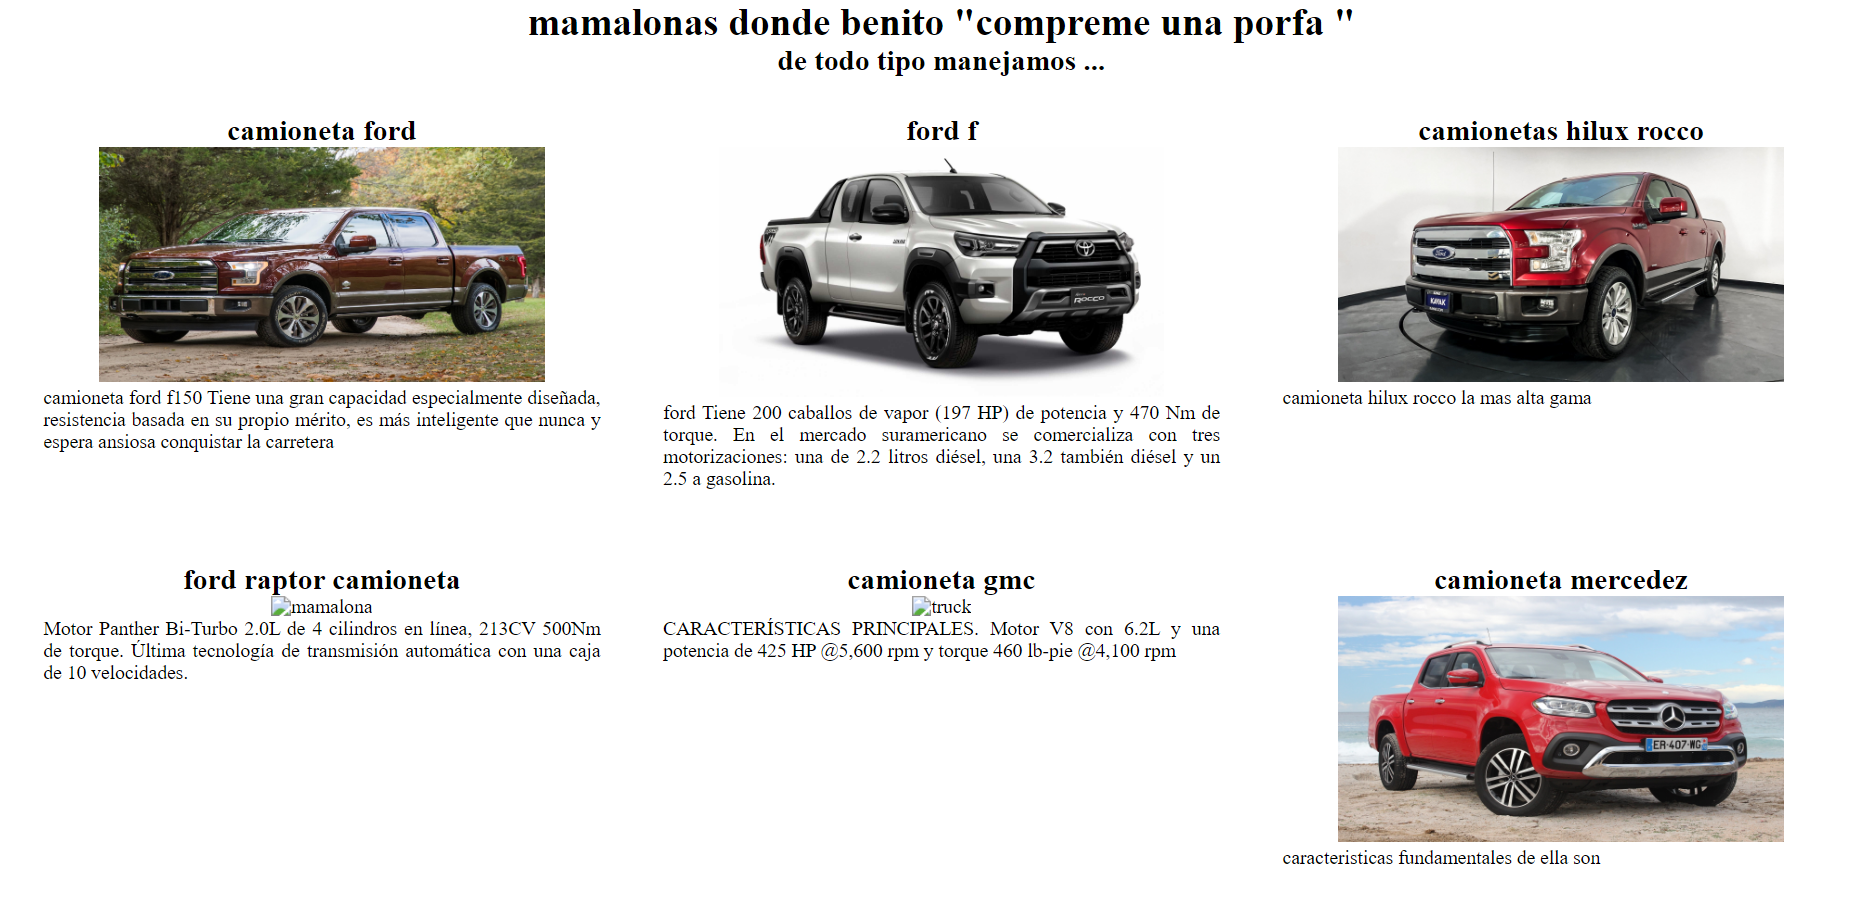 mamalonas donde benito "compreme una porfa "
de todo tipo manejamos ...
camioneta ford
camioneta ford f150 Tiene una gran capacidad especialmente diseñada,
resistencia basada en su propio mérito, es más inteligente que nunca y
espera ansiosa conquistar la carretera
ford f
ROCCO
ford Tiene 200 caballos de vapor (197 HP) de potencia y 470 Nm de
torque. En el mercado suramericano se comercializa con tres
motorizaciones: una de 2.2 litros diésel, una 3.2 también diésel y un
2.5 a gasolina.
camionetas hilux rocco
Ford
KAVAK
camioneta hilux rocco la mas alta gama
ford raptor camioneta
mamalona
Motor Panther Bi-Turbo 2.0L de 4 cilindros en línea, 213CV 500Nm
de torque. Última tecnología de transmisión automática con una caja
de 10 velocidades.
camioneta gmc
truck
CARACTERÍSTICAS PRINCIPALES. Motor V8 con 6.2L y una
potencia de 425 HP @5,600 rpm y torque 460 lb-pie @4,100 rpm
camioneta mercedez
ER-407-WG
caracteristicas fundamentales de ella son